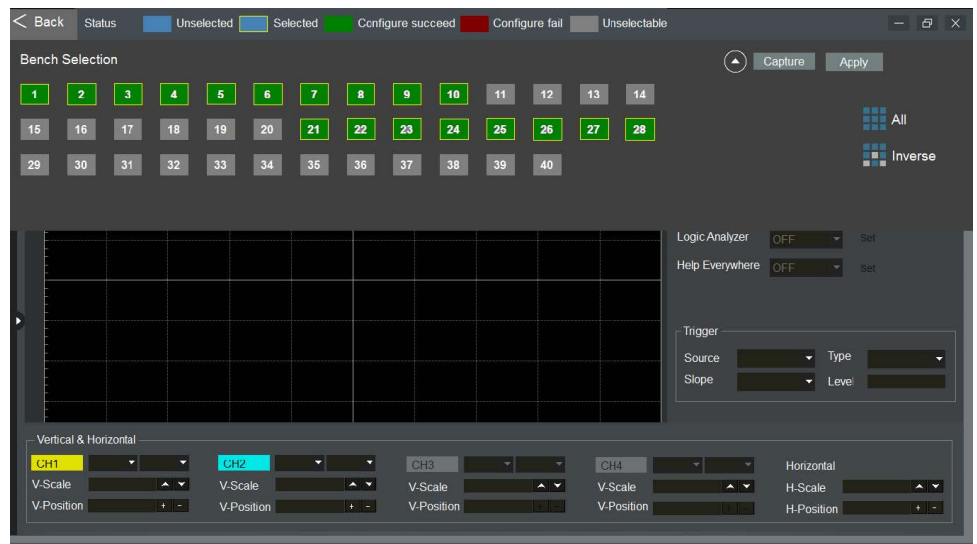 < Back Status Unselected Selected Configure succeed Configure fail Unselectable
Bench Selection Capture Apply
1 2 3 4 5 6 7 8 9 10 11 12 13 14
15 16 17 18 19 20 21 22 23 24 25 26 27 28
All
29 30 31 32 33 34 35 36 37 38 39 40
Inverse
Logic Analyzer OFF Set
Help Everywhere OFF Set
Trigger
Source Type
Slope Level
Vertical & Horizontal
CH1 CH2 CH3 CH4 Horizontal
V-Scale V-Scale V-Scale V-Scale H-Scale
V-Position + - V-Position + - V-Position + - V-Position + - H-Position + -